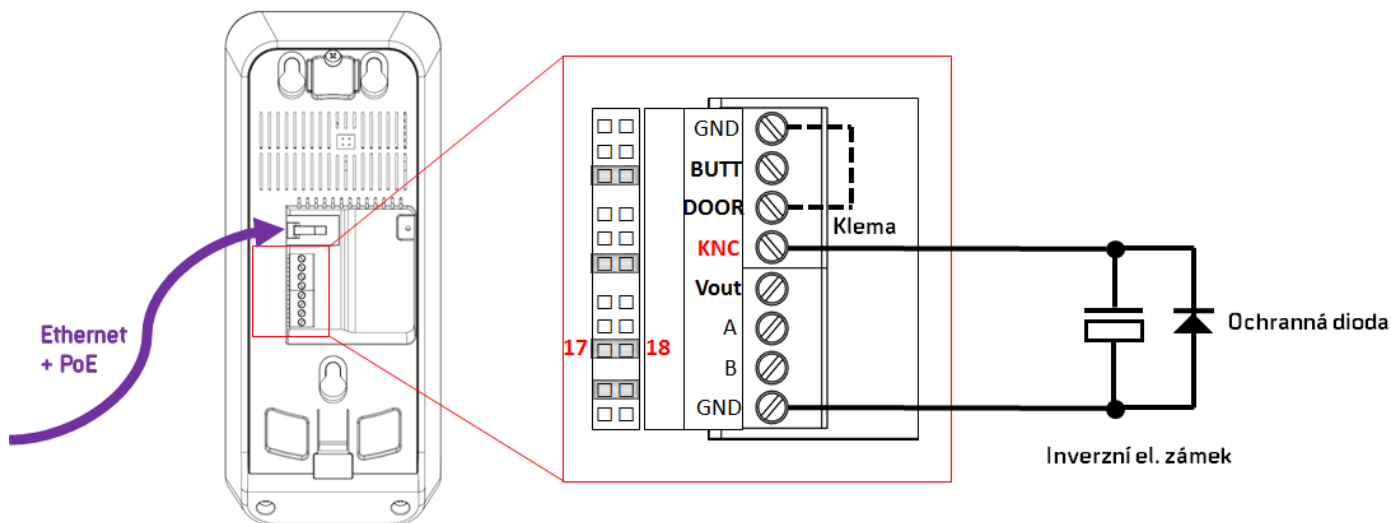 GND
BUTT
DOOR
Klema
KNC
Vout
Ethernet
+ PoE
17
18
A
B
GND
Ochranná dioda
Inverzní el. zámek